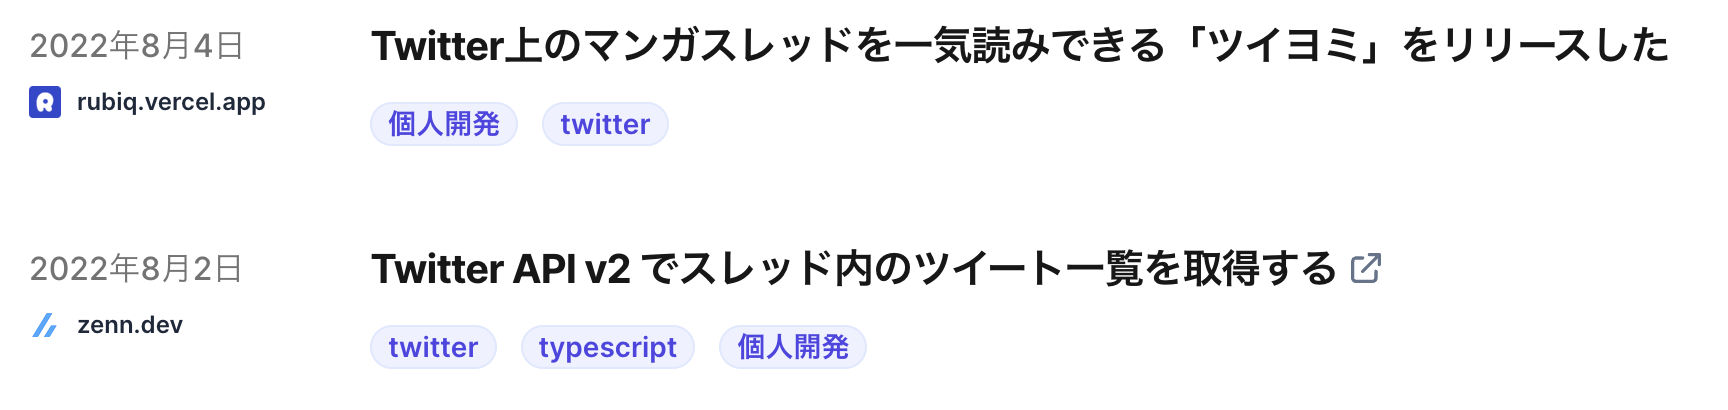 2022年8月4日
Twitter上のマンガスレッドを一気読みできる「ツイヨミ」をリリースした
rubiq.vercel.app
個人開発 twitter
2022年8月2日
Twitter API v2 でスレッド内のツイート一覧を取得する
zenn.dev
twitter typescript 個人開発